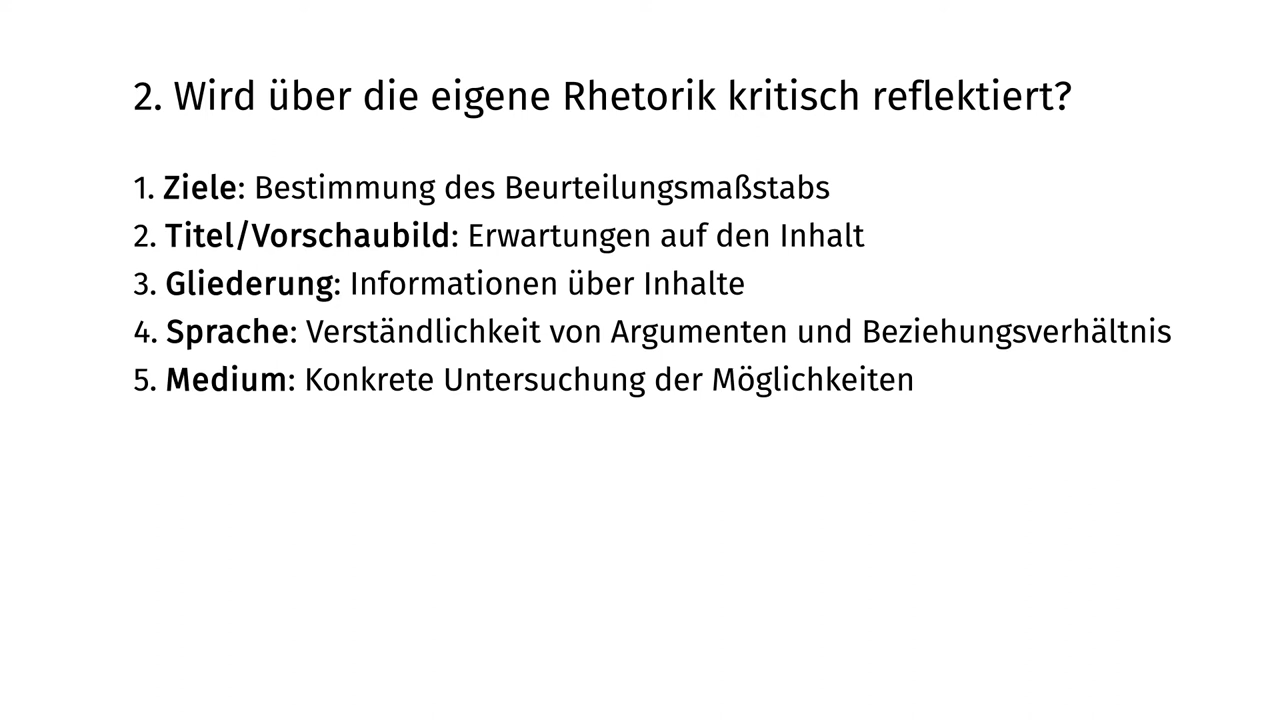 2. Wird über die eigene Rhetorik kritisch reflektiert?
1. Ziele: Bestimmung des Beurteilungsmaßstabs
2. Titel/Vorschaubild: Erwartungen auf den Inhalt
3. Gliederung: Informationen über Inhalte
4. Sprache: Verständlichkeit von Argumenten und Beziehungsverhältnis
5. Medium: Konkrete Untersuchung der Möglichkeiten